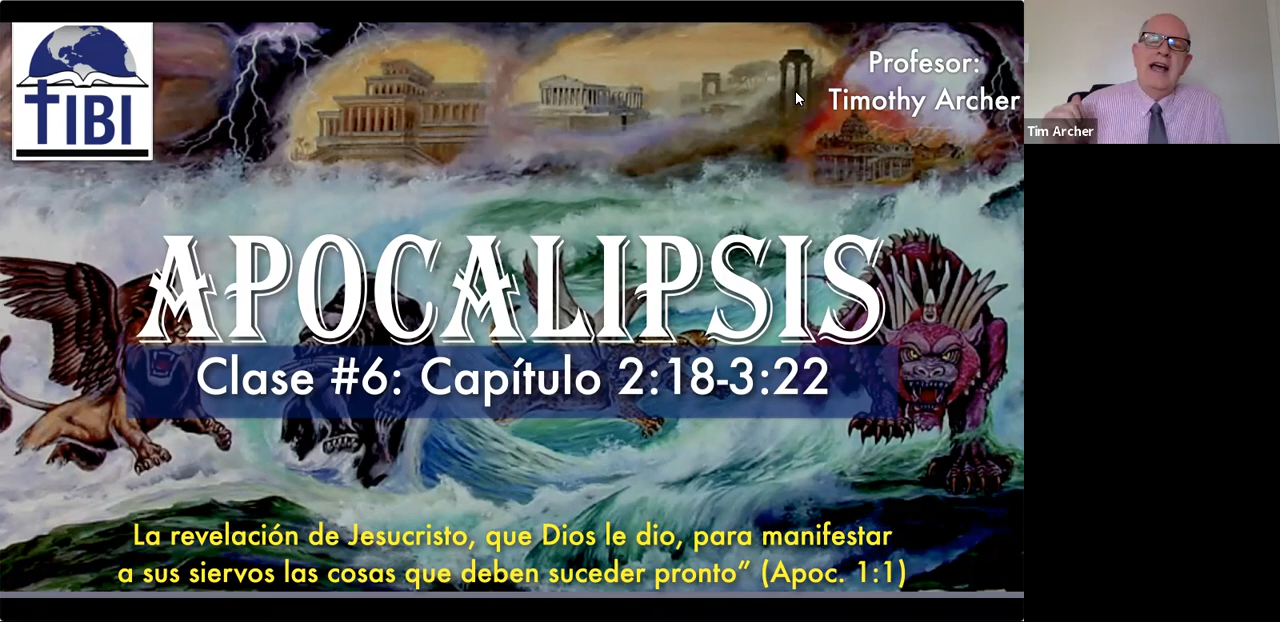 TIBI
Profesor:
Timothy Archer
Tim Archer
APOCALIPSIS
Clase #6: Capítulo 2:18-3:22
La revelación de Jesucristo, que Dios le dio, para manifestar
a sus siervos las cosas que deben suceder pronto” (Apoc. 1:1)